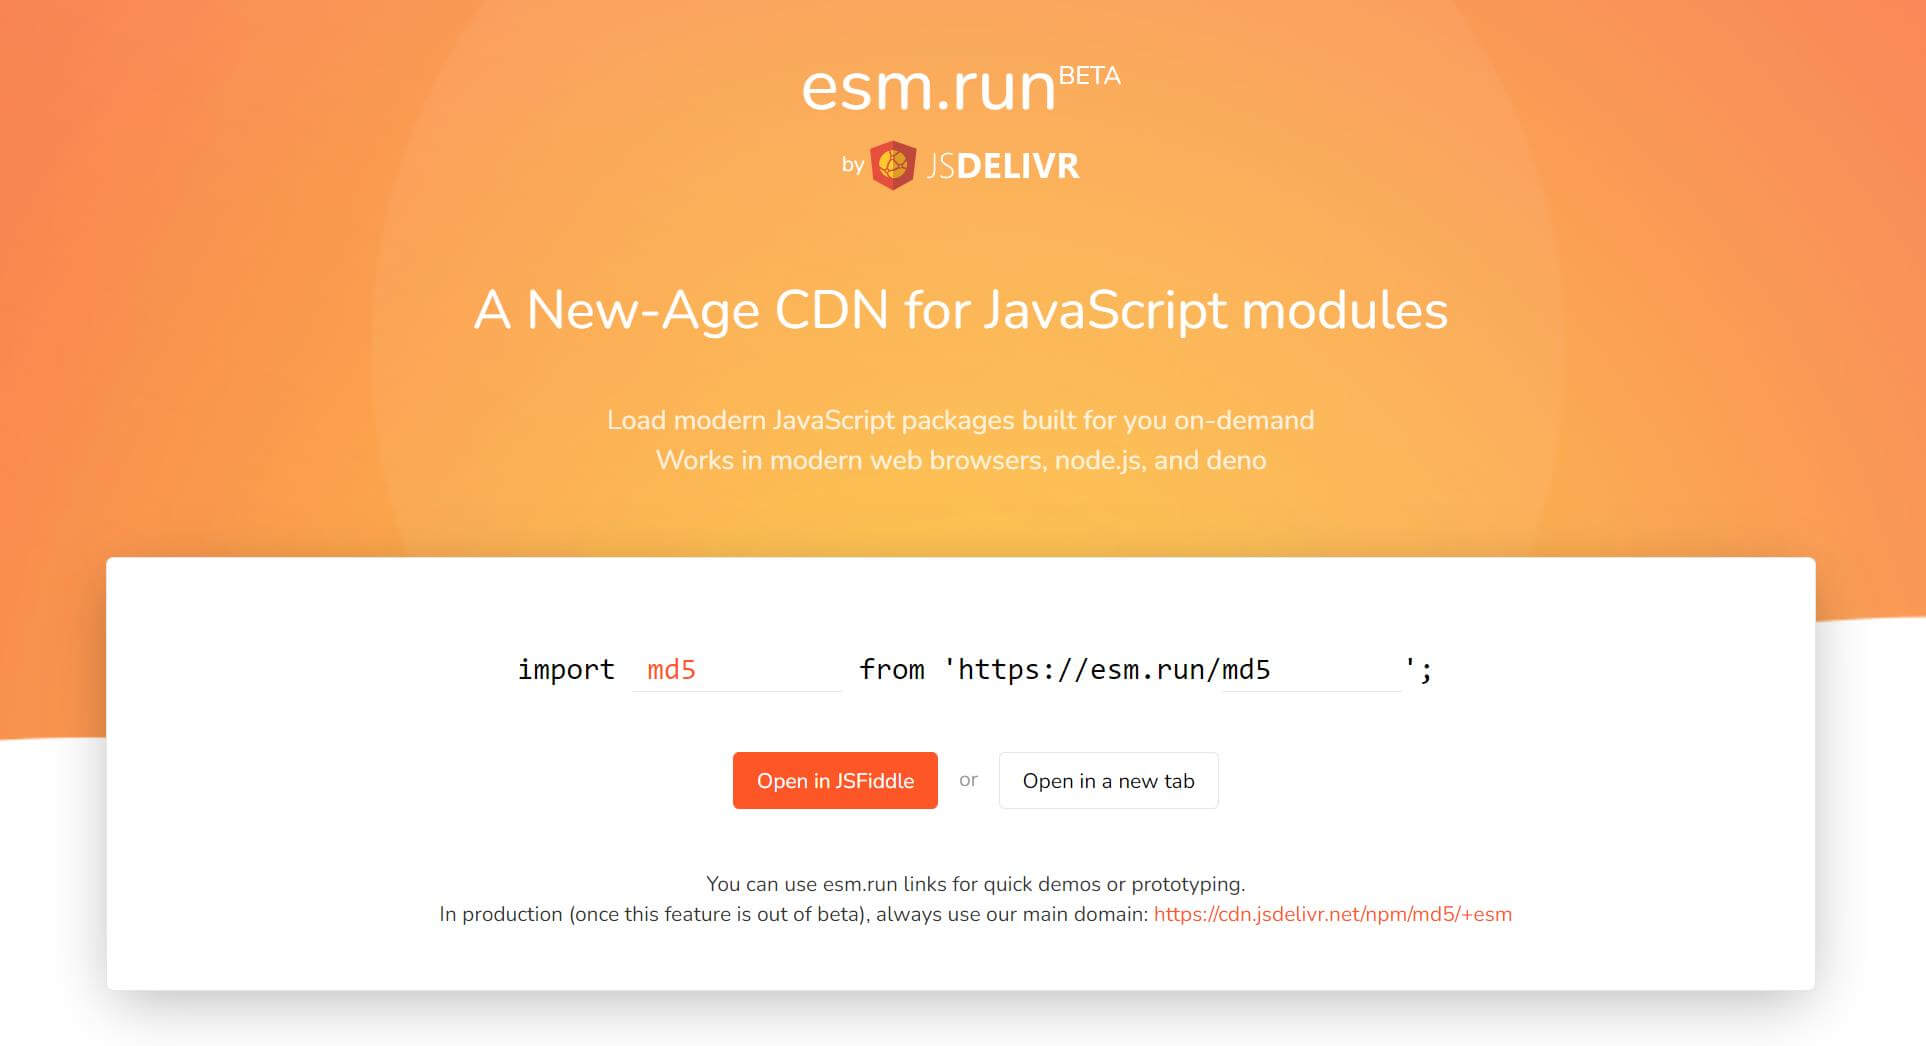 esm.run BETA
by JSDELIVR
A New-Age CDN for JavaScript modules
Load modern JavaScript packages built for you on-demand
Works in modern web browsers, node.js, and deno
import md5 from 'https://esm.run/md5 ';
Open in JSFiddle or Open in a new tab
You can use esm.run links for quick demos or prototyping.
In production (once this feature is out of beta), always use our main domain: https://cdn.jsdelivr.net/npm/md5/+esm